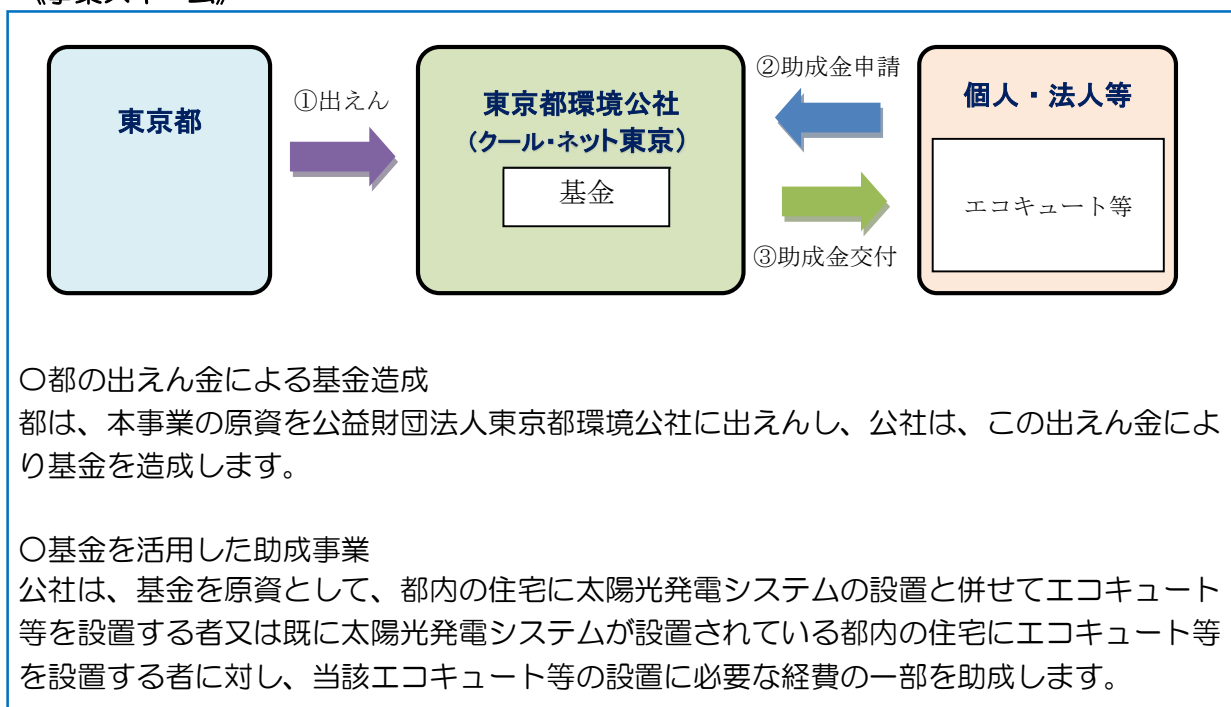 《事業スキーム》
東京都
①出えん
東京都環境公社
（クール・ネット東京）
基金
②助成金申請
③助成金交付
個人・法人等
エコキュート等
〇都の出えん金による基金造成
都は、本事業の原資を公益財団法人東京都環境公社に出えんし、公社は、この出えん金によ
り基金を造成します。
〇基金を活用した助成事業
公社は、基金を原資として、都内の住宅に太陽光発電システムの設置と併せてエコキュート
等を設置する者又は既に太陽光発電システムが設置されている都内の住宅にエコキュート等
を設置する者に対し、当該エコキュート等の設置に必要な経費の一部を助成します。